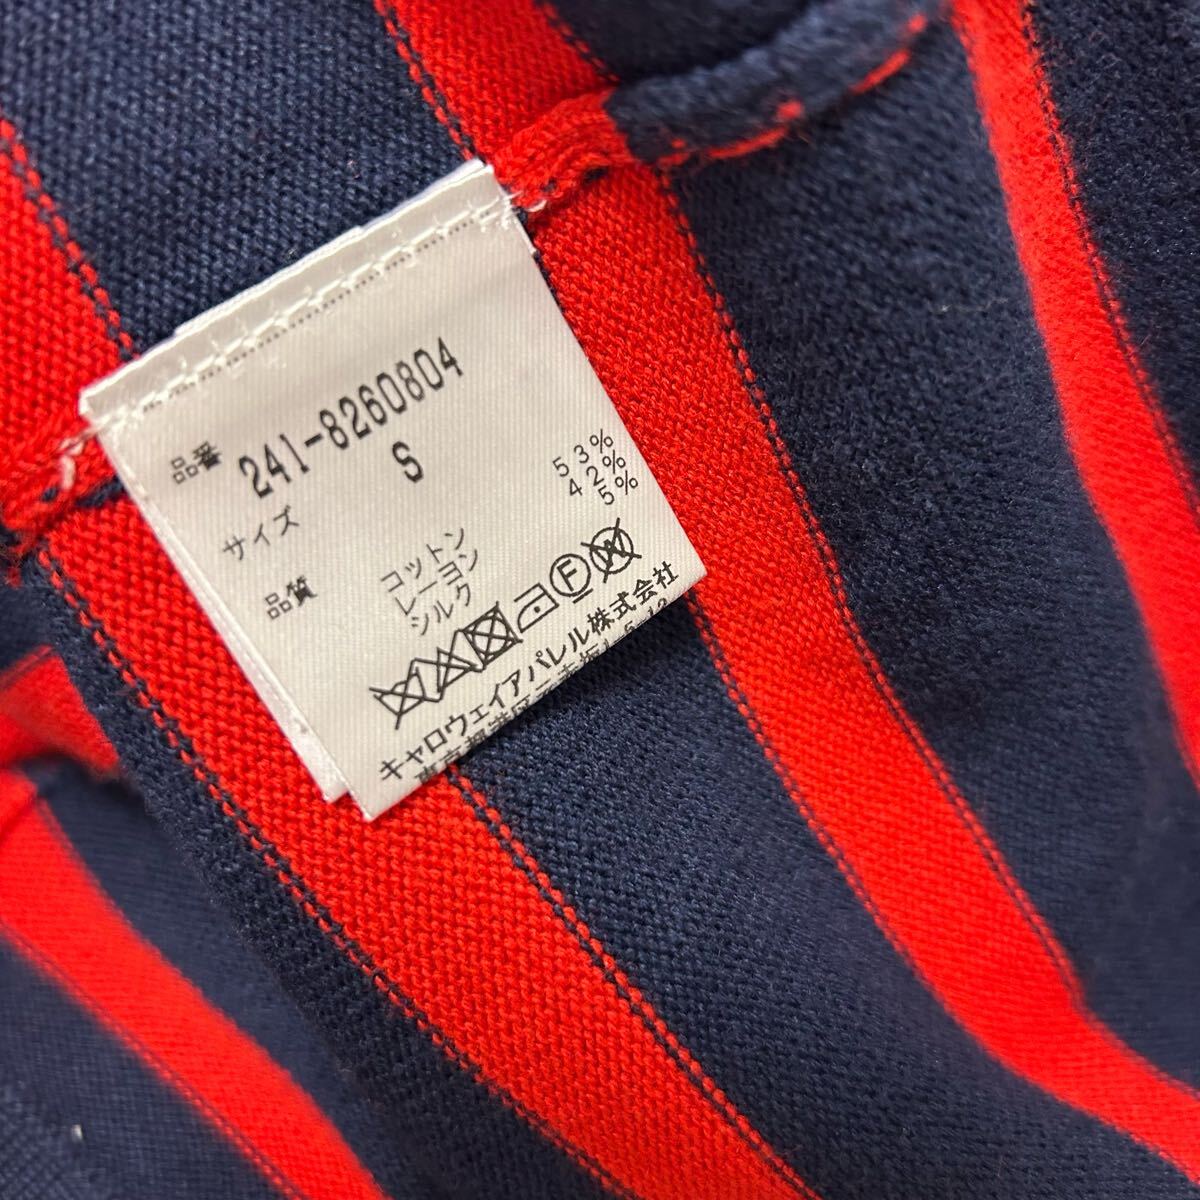 品番 241-8260804
サイズ S
品質 コットン 53%
レーヨン 42%
シルク 5%
F
W
キャロウェイアパレル株式会社